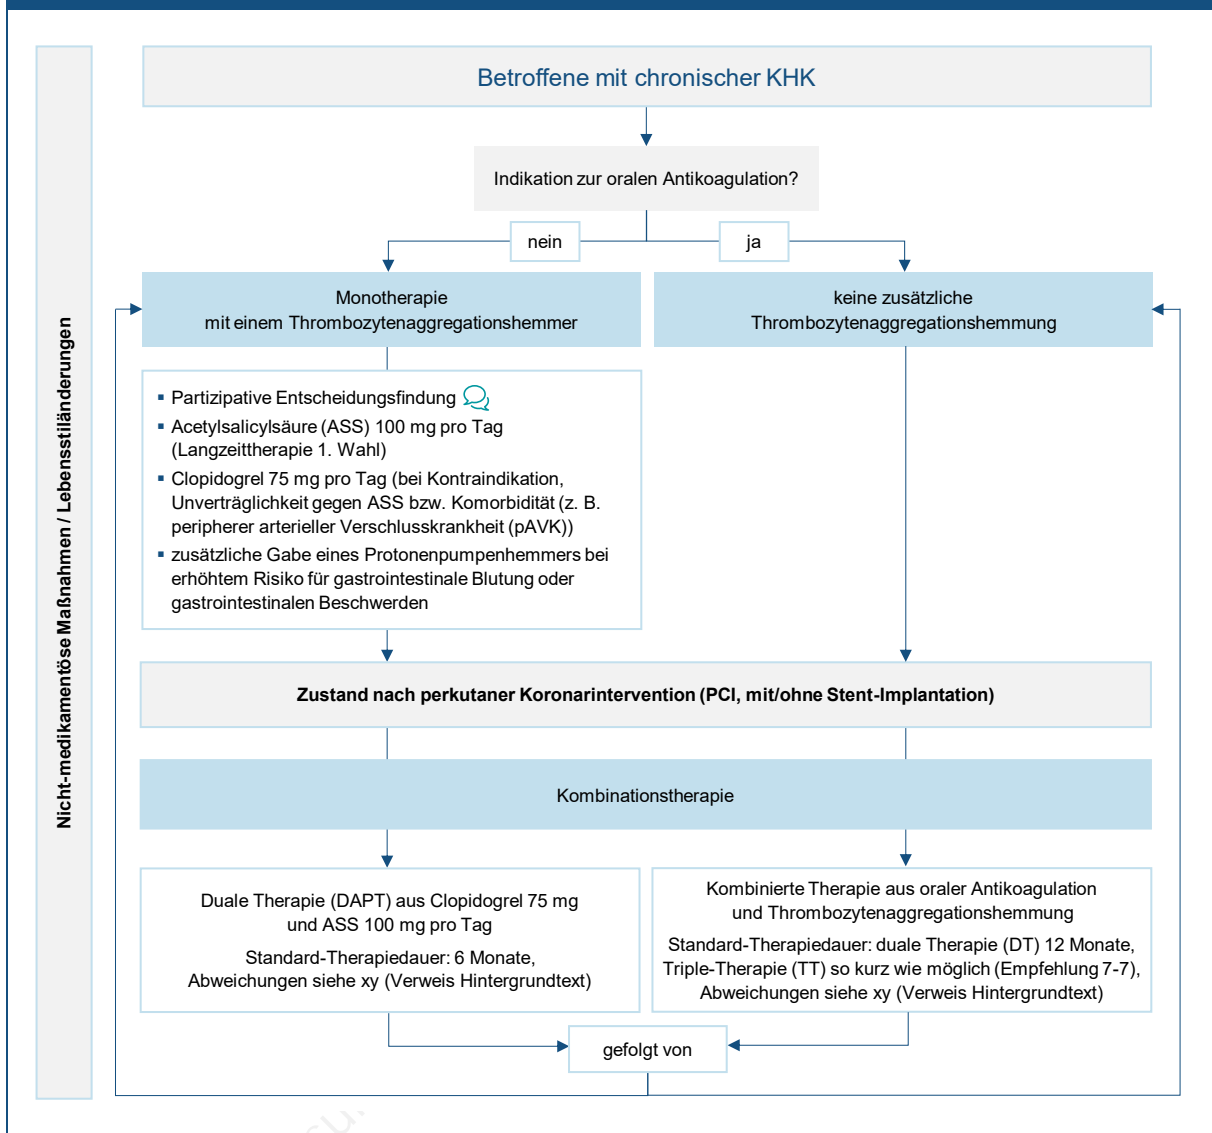 Betroffene mit chronischer KHK
Indikation zur oralen Antikoagulation?
nein
ja
Monotherapie
mit einem Thrombozytenaggregationshemmer
keine zusätzliche
Thrombozytenaggregationshemmung
Nicht-medikamentöse Maßnahmen / Lebensstiländerungen
▪ Partizipative Entscheidungsfindung
▪ Acetylsalicylsäure (ASS) 100 mg pro Tag
(Langzeittherapie 1. Wahl)
▪ Clopidogrel 75 mg pro Tag (bei Kontraindikation,
Unverträglichkeit gegen ASS bzw. Komorbidität (z. B.
peripherer arterieller Verschlusskrankheit (pAVK))
▪ zusätzliche Gabe eines Protonenpumpenhemmers bei
erhöhtem Risiko für gastrointestinale Blutung oder
gastrointestinalen Beschwerden
Zustand nach perkutaner Koronarintervention (PCI, mit/ohne Stent-Implantation)
Kombinationstherapie
Duale Therapie (DAPT) aus Clopidogrel 75 mg
und ASS 100 mg pro Tag
Standard-Therapiedauer: 6 Monate,
Abweichungen siehe xy (Verweis Hintergrundtext)
Kombinierte Therapie aus oraler Antikoagulation
und Thrombozytenaggregationshemmung
Standard-Therapiedauer: duale Therapie (DT) 12 Monate,
Triple-Therapie (TT) so kurz wie möglich (Empfehlung 7-7),
Abweichungen siehe xy (Verweis Hintergrundtext)
gefolgt von